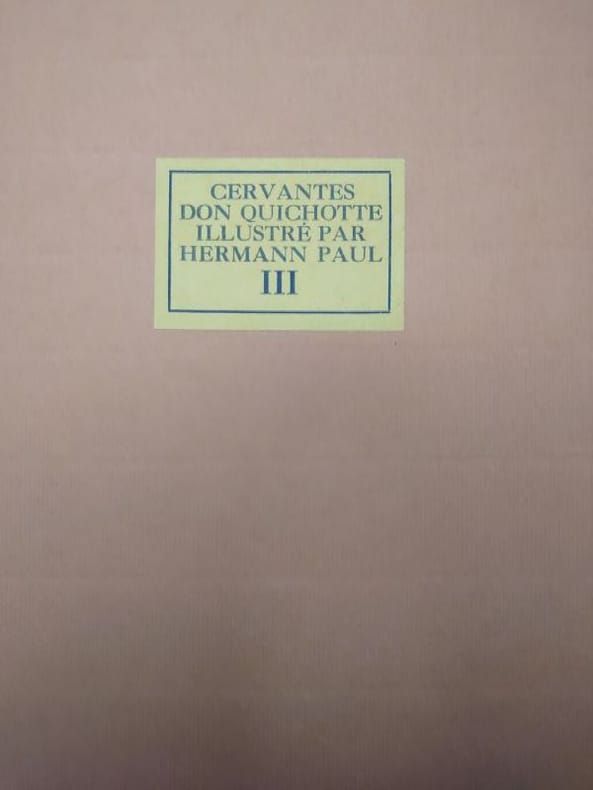 CERVANTES
DON QUICHOTTE
ILLUSTRÉ PAR
HERMANN PAUL
III